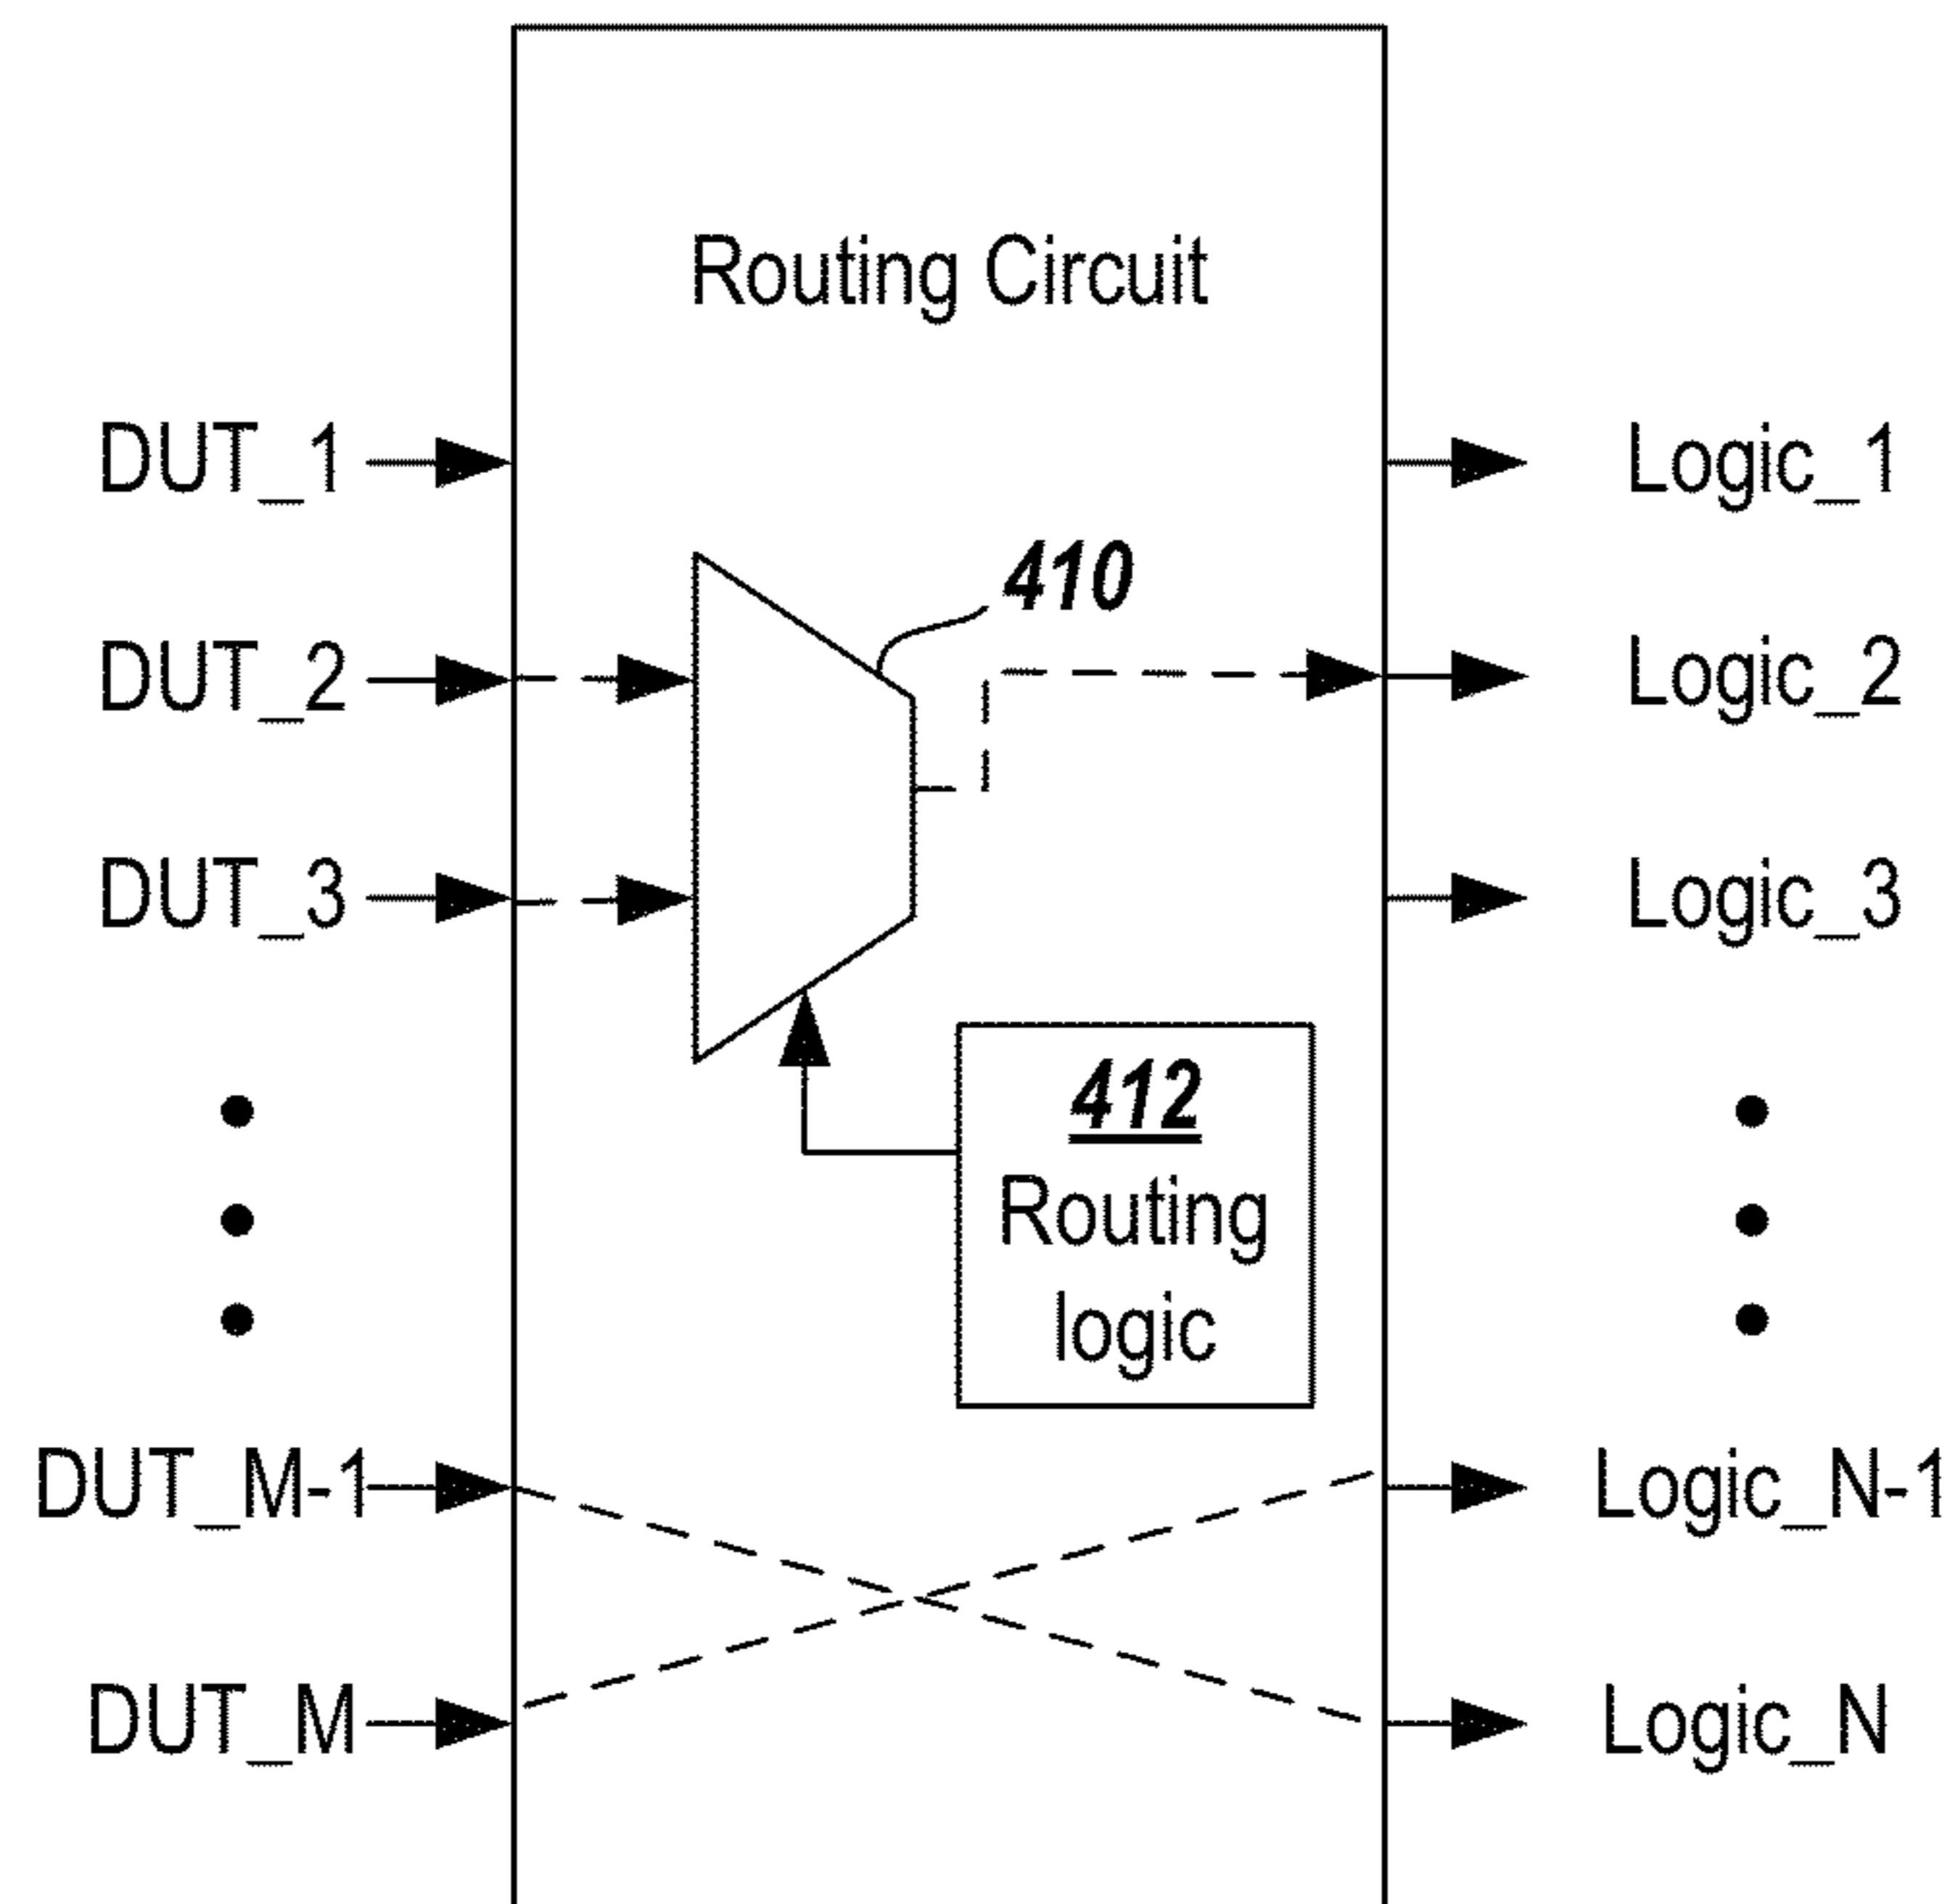 Routing Circuit
DUT_1
Logic_1
410
DUT_2
Logic_2
DUT_3
Logic_3
412
Routing
logic
DUT_M-1
Logic_N-1
DUT_M
Logic_N